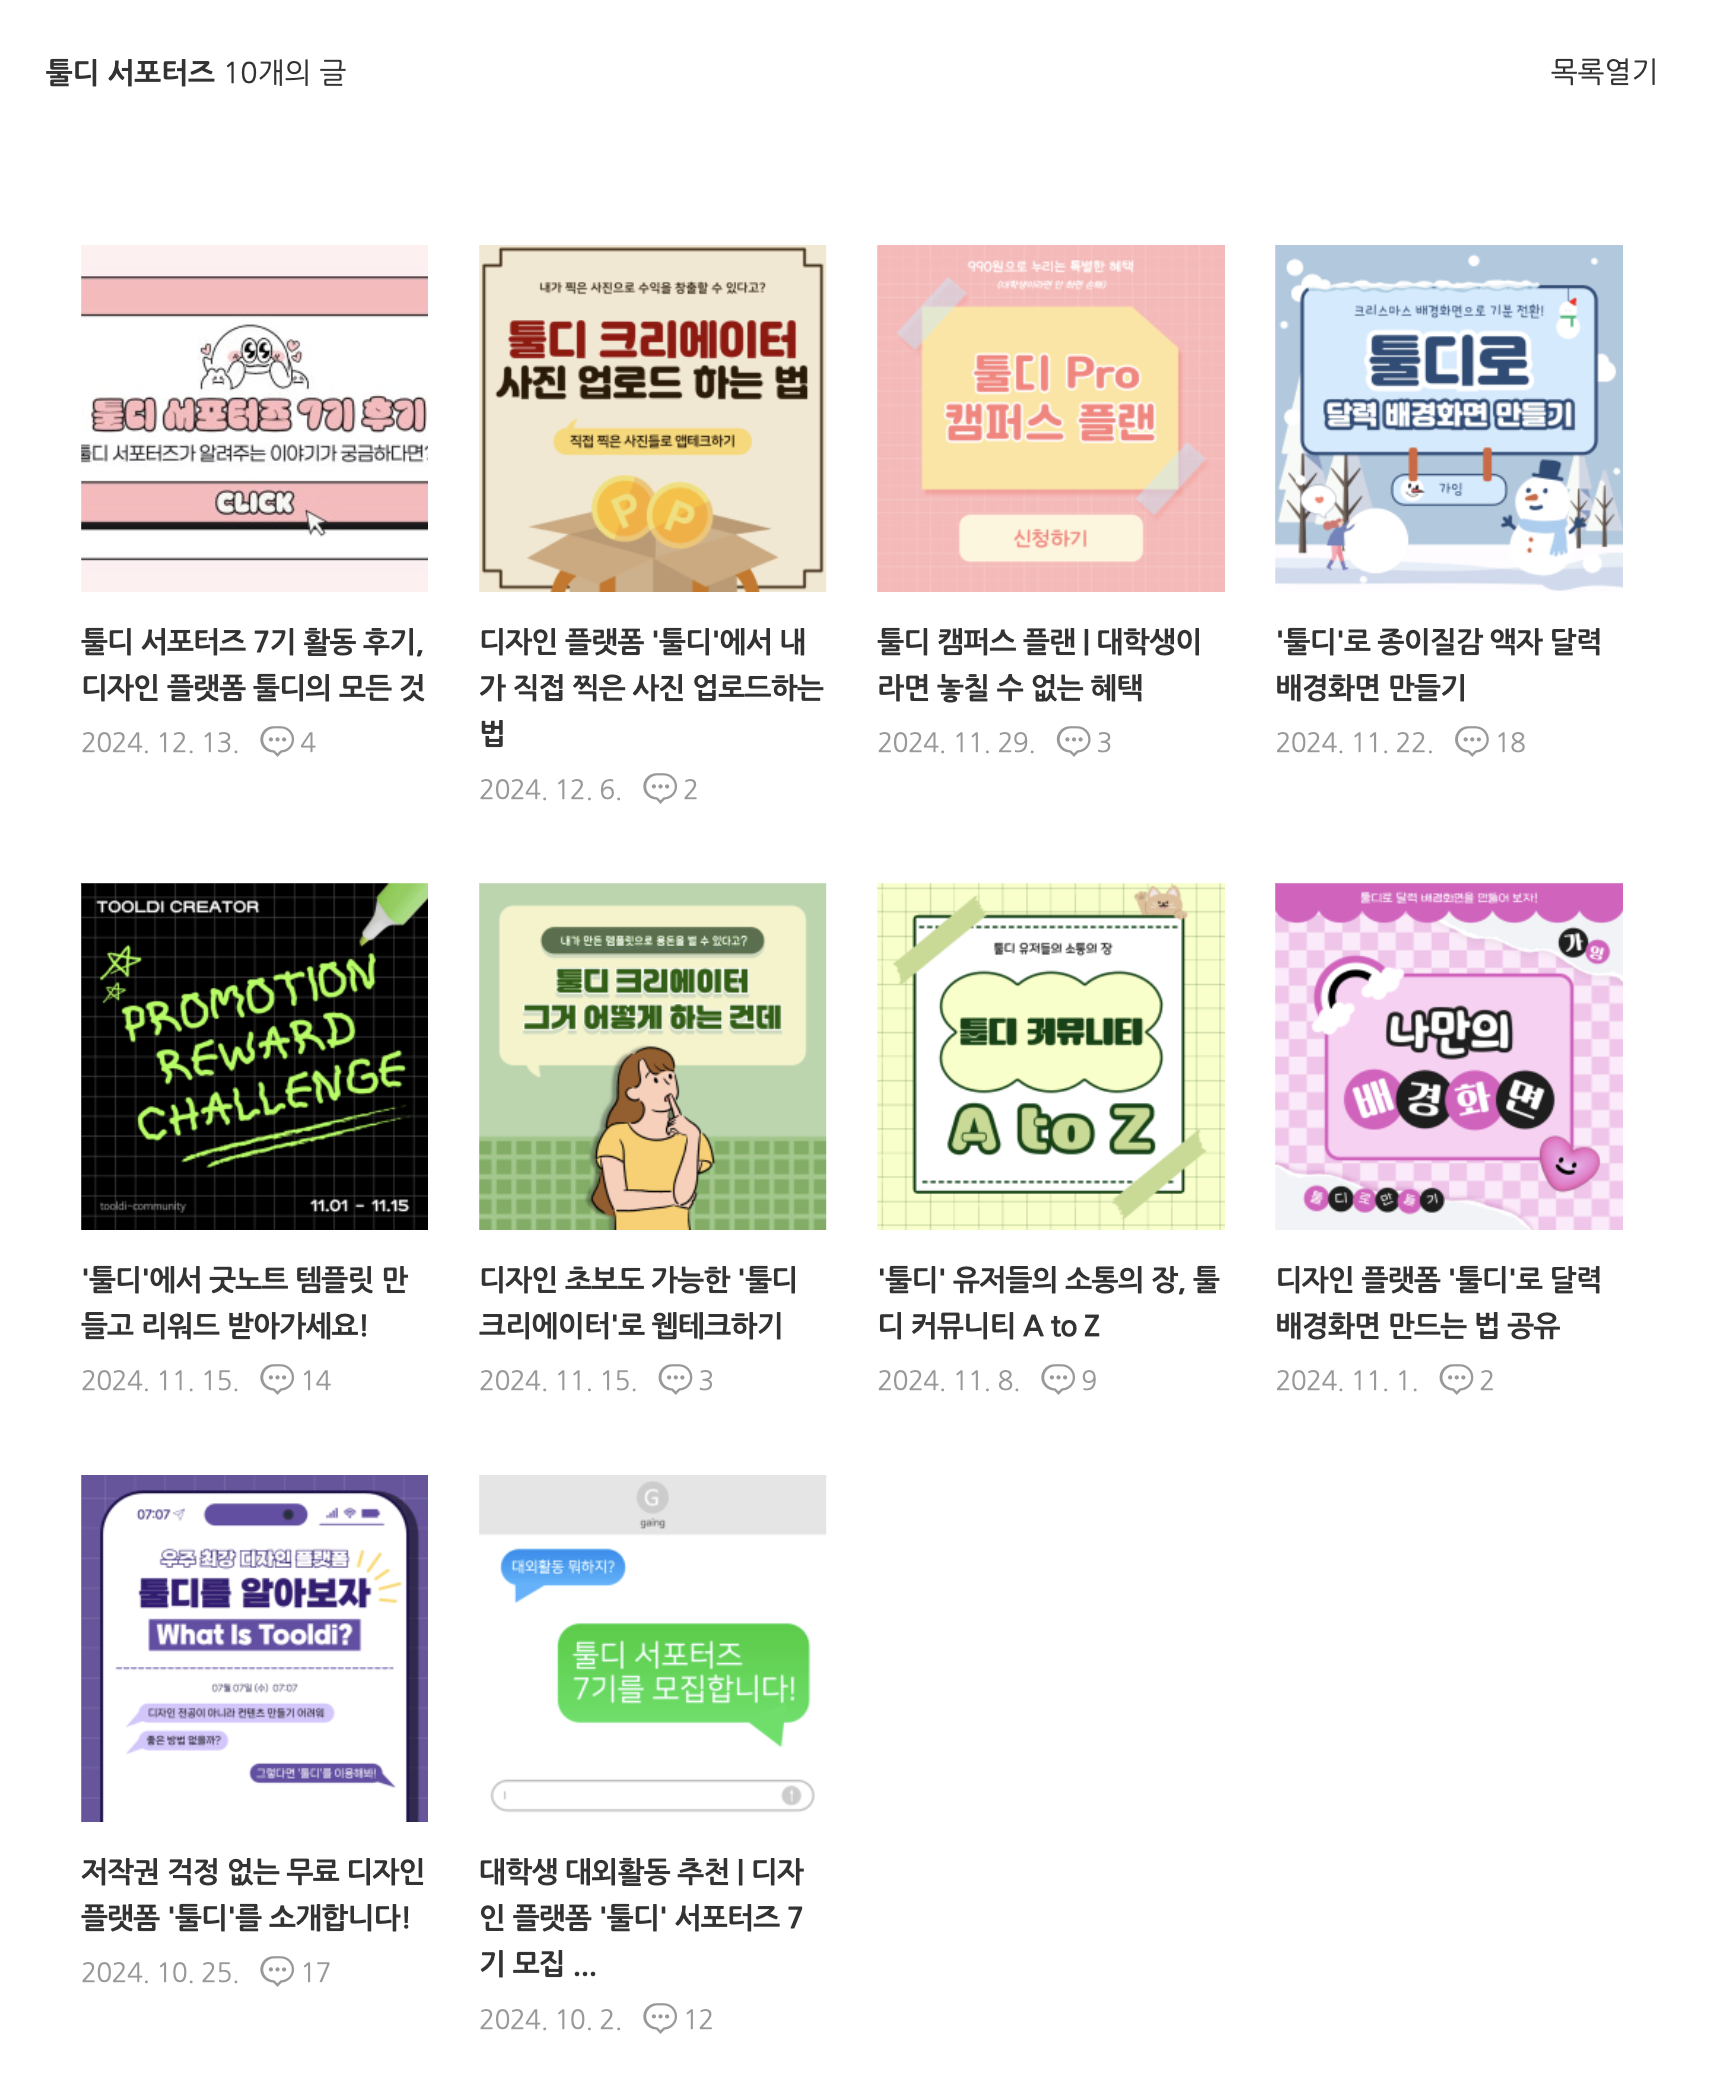 툴디 서포터즈 10개의 글
목록열기
툴디 서포터즈 7기 후기
툴디 서포터즈가 알려주는 이야기가 궁금하다면?
CLICK
툴디 서포터즈 7기 활동 후기,
디자인 플랫폼 툴디의 모든 것
2024. 12. 13. 4
내가 찍은 사진으로 수익을 창출할 수 있다고?
툴디 크리에이터
사진 업로드 하는 법
직접 찍은 사진들로 앱테크하기
P P
디자인 플랫폼 '툴디'에서 내
가 직접 찍은 사진 업로드하는
법
2024. 12. 6. 2
990원으로 누리는 특별한 혜택
(대학생이라면 안 하면 손해)
툴디 Pro
캠퍼스 플랜
신청하기
툴디 캠퍼스 플랜 | 대학생이
라면 놓칠 수 없는 혜택
2024. 11. 29. 3
크리스마스 배경화면으로 기분 전환!
툴디로
달력 배경화면 만들기
가잉
'툴디'로 종이질감 액자 달력
배경화면 만들기
2024. 11. 22. 18
TOOLDI CREATOR
PROMOTION
REWARD
CHALLENGE
tooldi-community
11.01 - 11.15
'툴디'에서 굿노트 템플릿 만
들고 리워드 받아가세요!
2024. 11. 15. 14
내가 만든 템플릿으로 용돈을 벌 수 있다고?
툴디 크리에이터
그거 어떻게 하는 건데
디자인 초보도 가능한 '툴디
크리에이터'로 웹테크하기
2024. 11. 15. 3
툴디 유저들의 소통의 장
툴디 커뮤니티
A to Z
'툴디' 유저들의 소통의 장, 툴
디 커뮤니티 A to Z
2024. 11. 8. 9
툴디로 달력 배경화면을 만들어 보자!
가잉
나만의
배경화면
툴디로만들기
디자인 플랫폼 '툴디'로 달력
배경화면 만드는 법 공유
2024. 11. 1. 2
07:07
우주 최강 디자인 플랫폼
툴디를 알아보자
What Is Tooldi?
07월 07일 (수) 07:07
디자인 전공이 아니라 컨텐츠 만들기 어려워
좋은 방법 없을까?
그렇다면 '툴디'를 이용해봐!
저작권 걱정 없는 무료 디자인
플랫폼 '툴디'를 소개합니다!
2024. 10. 25. 17
G
gaing
대외활동 뭐하지?
툴디 서포터즈
7기를 모집합니다!
대학생 대외활동 추천 | 디자
인 플랫폼 '툴디' 서포터즈 7
기 모집 ...
2024. 10. 2. 12